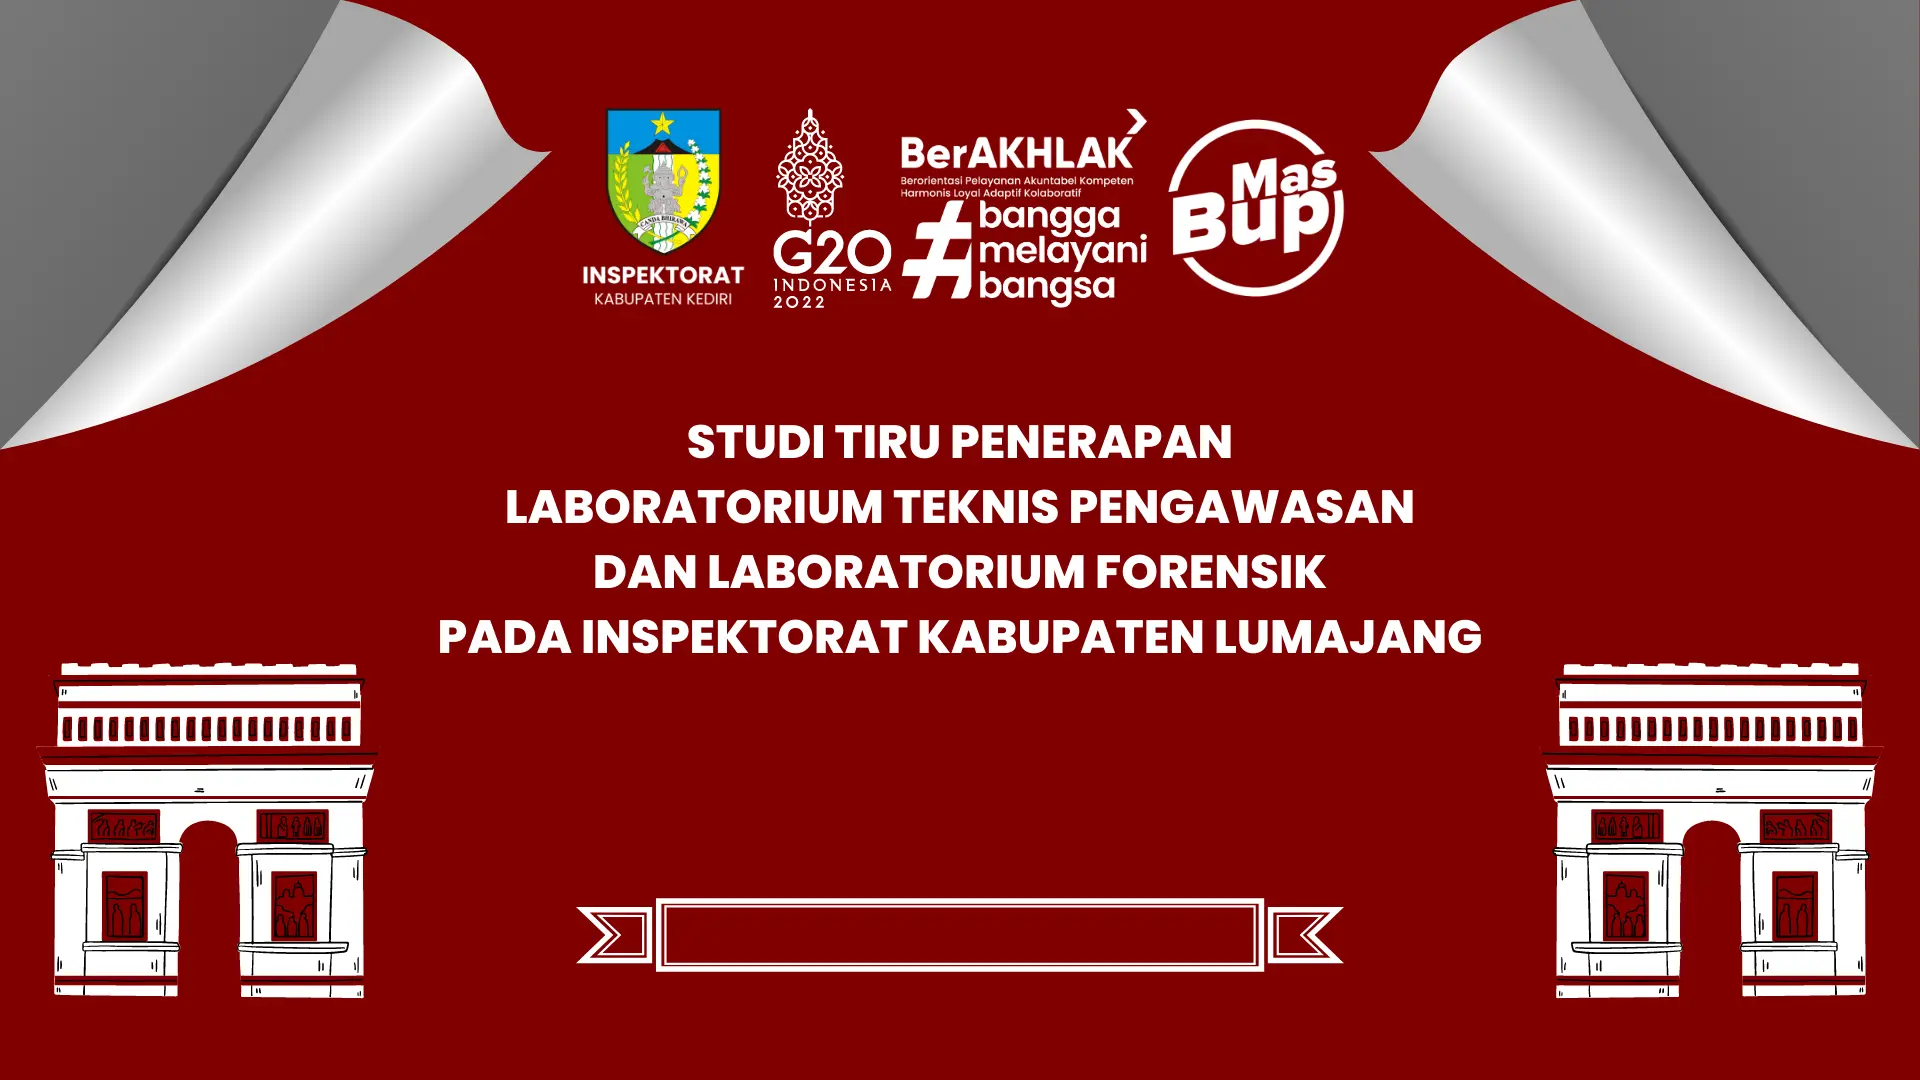 CANDA BHIRAWA
INSPEKTORAT
KABUPATEN KEDIRI
G20
INDONESIA
2022
BerAKHLAK
Berorientasi Pelayanan Akuntabel Kompeten
Harmonis Loyal Adaptif Kolaboratif
#bangga
melayani
bangsa
Mas
Bup
STUDI TIRU PENERAPAN
LABORATORIUM TEKNIS PENGAWASAN
DAN LABORATORIUM FORENSIK
PADA INSPEKTORAT KABUPATEN LUMAJANG